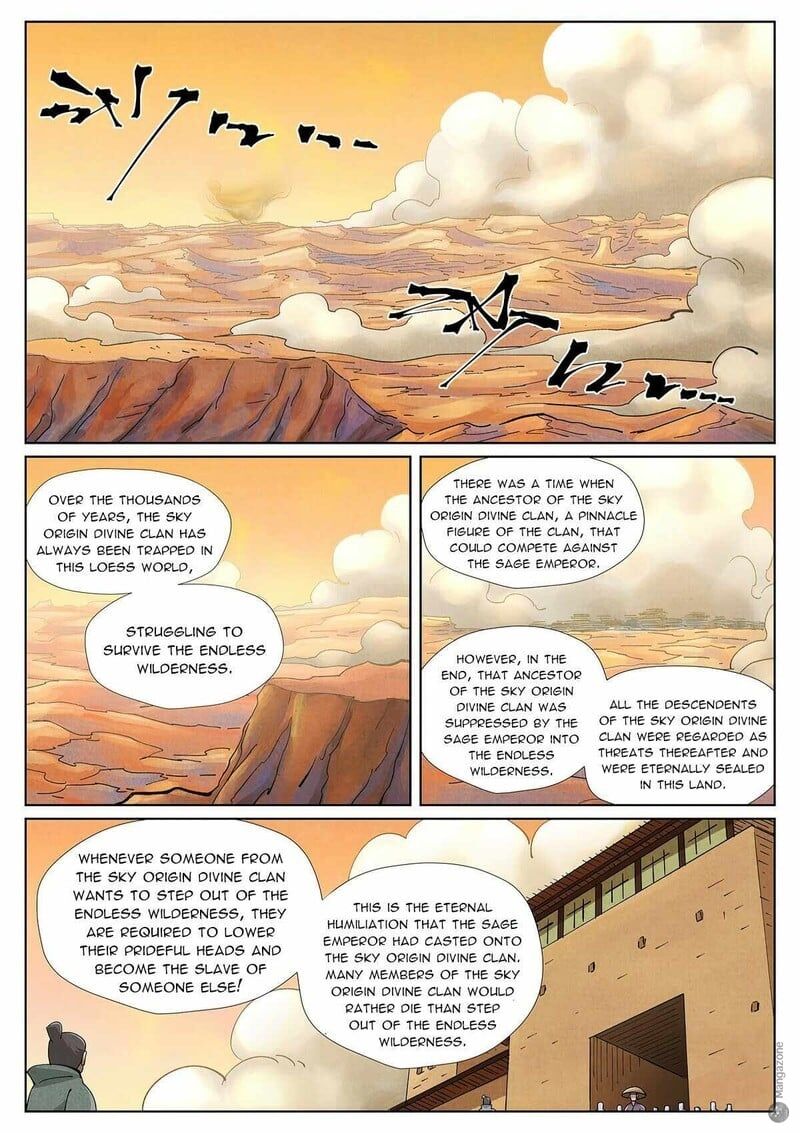 OVER THE THOUSANDS
OF YEARS, THE SKY
ORIGIN DIVINE CLAN HAS
ALWAYS BEEN TRAPPED IN
THIS LOESS WORLD,
STRUGGLING TO
SURVIVE THE ENDLESS
WILDERNESS.
THERE WAS A TIME WHEN
THE ANCESTOR OF THE SKY
ORIGIN DIVINE CLAN, A PINNACLE
FIGURE OF THE CLAN, THAT
COULD COMPETE AGAINST
THE SAGE EMPEROR.
HOWEVER, IN THE
END, THAT ANCESTOR
OF THE SKY ORIGIN
DIVINE CLAN WAS
SUPPRESSED BY THE
SAGE EMPEROR INTO
THE ENDLESS
WILDERNESS.
ALL THE DESCENDENTS
OF THE SKY ORIGIN DIVINE
CLAN WERE REGARDED AS
THREATS THEREAFTER AND
WERE ETERNALLY SEALED
IN THIS LAND.
WHENEVER SOMEONE FROM
THE SKY ORIGIN DIVINE CLAN
WANTS TO STEP OUT OF THE
ENDLESS WILDERNESS, THEY
ARE REQUIRED TO LOWER
THEIR PRIDEFUL HEADS AND
BECOME THE SLAVE OF
SOMEONE ELSE!
THIS IS THE ETERNAL
HUMILIATION THAT THE SAGE
EMPEROR HAD CASTED ONTO
THE SKY ORIGIN DIVINE CLAN.
MANY MEMBERS OF THE SKY
ORIGIN DIVINE CLAN WOULD
RATHER DIE THAN STEP
OUT OF THE ENDLESS
WILDERNESS.
Mangazone